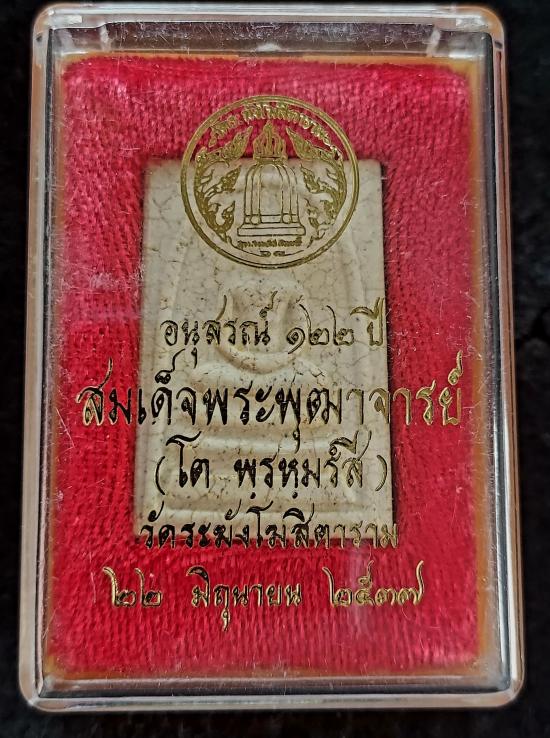 อนุสรณ์ ๑๒๒ ปี
สมเด็จพระพุฒาจารย์
(โต พฺรหฺมรํสี)
วัดระฆังโฆสิตาราม
๒๒ มิถุนายน ๒๕๓๗